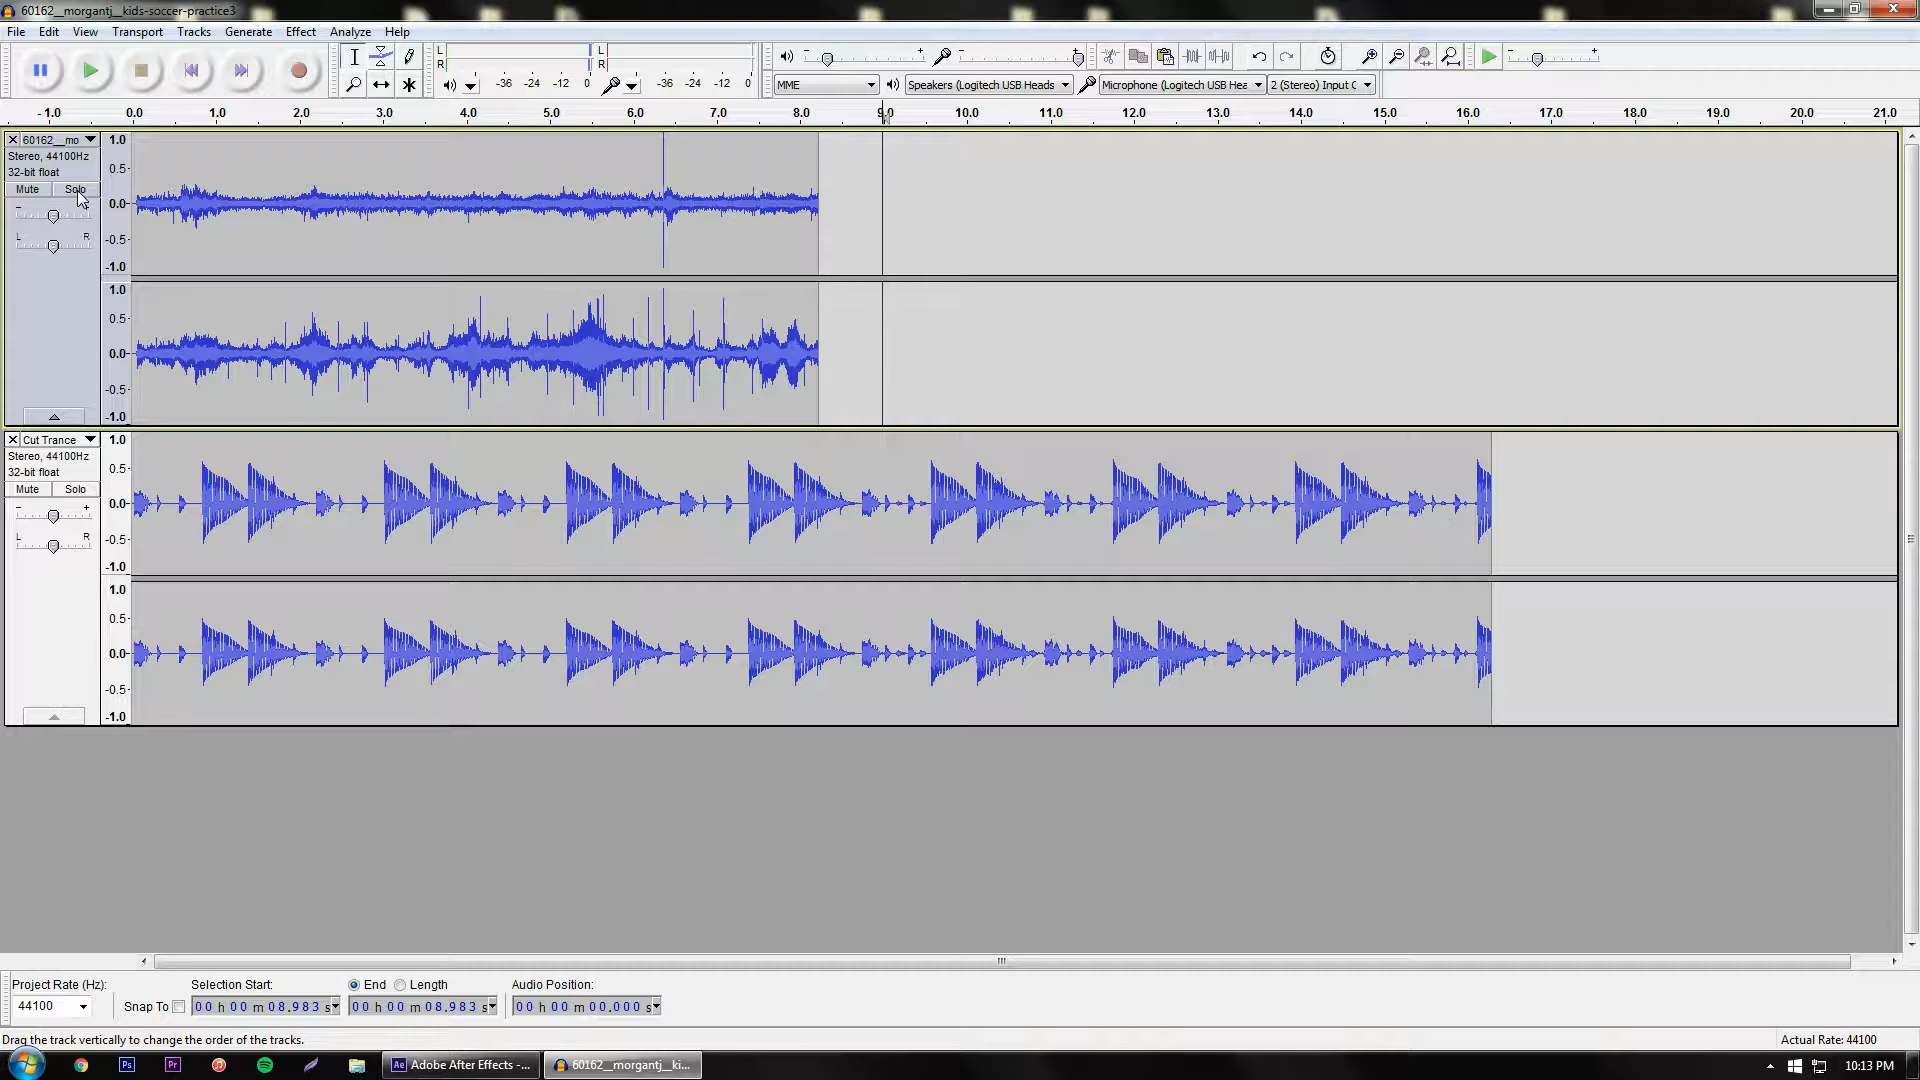 60162__morgantj__kids-soccer-practice3
File Edit View Transport Tracks Generate Effect Analyze Help
L R -36 -24 -12 0 L R -36 -24 -12 0
MME Speakers (Logitech USB Heads Microphone (Logitech USB Hea 2 (Stereo) Input C
- 1.0 0.0 1.0 2.0 3.0 4.0 5.0 6.0 7.0 8.0 9.0 10.0 11.0 12.0 13.0 14.0 15.0 16.0 17.0 18.0 19.0 20.0 21.0
60162__mo
Stereo, 44100Hz
32-bit float
Mute Solo
- +
L R
1.0
0.5
0.0
-0.5
-1.0
1.0
0.5
0.0
-0.5
-1.0
Cut Trance
Stereo, 44100Hz
32-bit float
Mute Solo
- +
L R
1.0
0.5
0.0
-0.5
-1.0
1.0
0.5
0.0
-0.5
-1.0
Project Rate (Hz): Selection Start: End Length Audio Position:
44100 Snap To 00 h 00 m 08.983 s 00 h 00 m 08.983 s 00 h 00 m 00.000 s
Drag the track vertically to change the order of the tracks. Actual Rate: 44100
Ps Pr Ae Adobe After Effects -... 60162__morgantj__ki... 10:13 PM